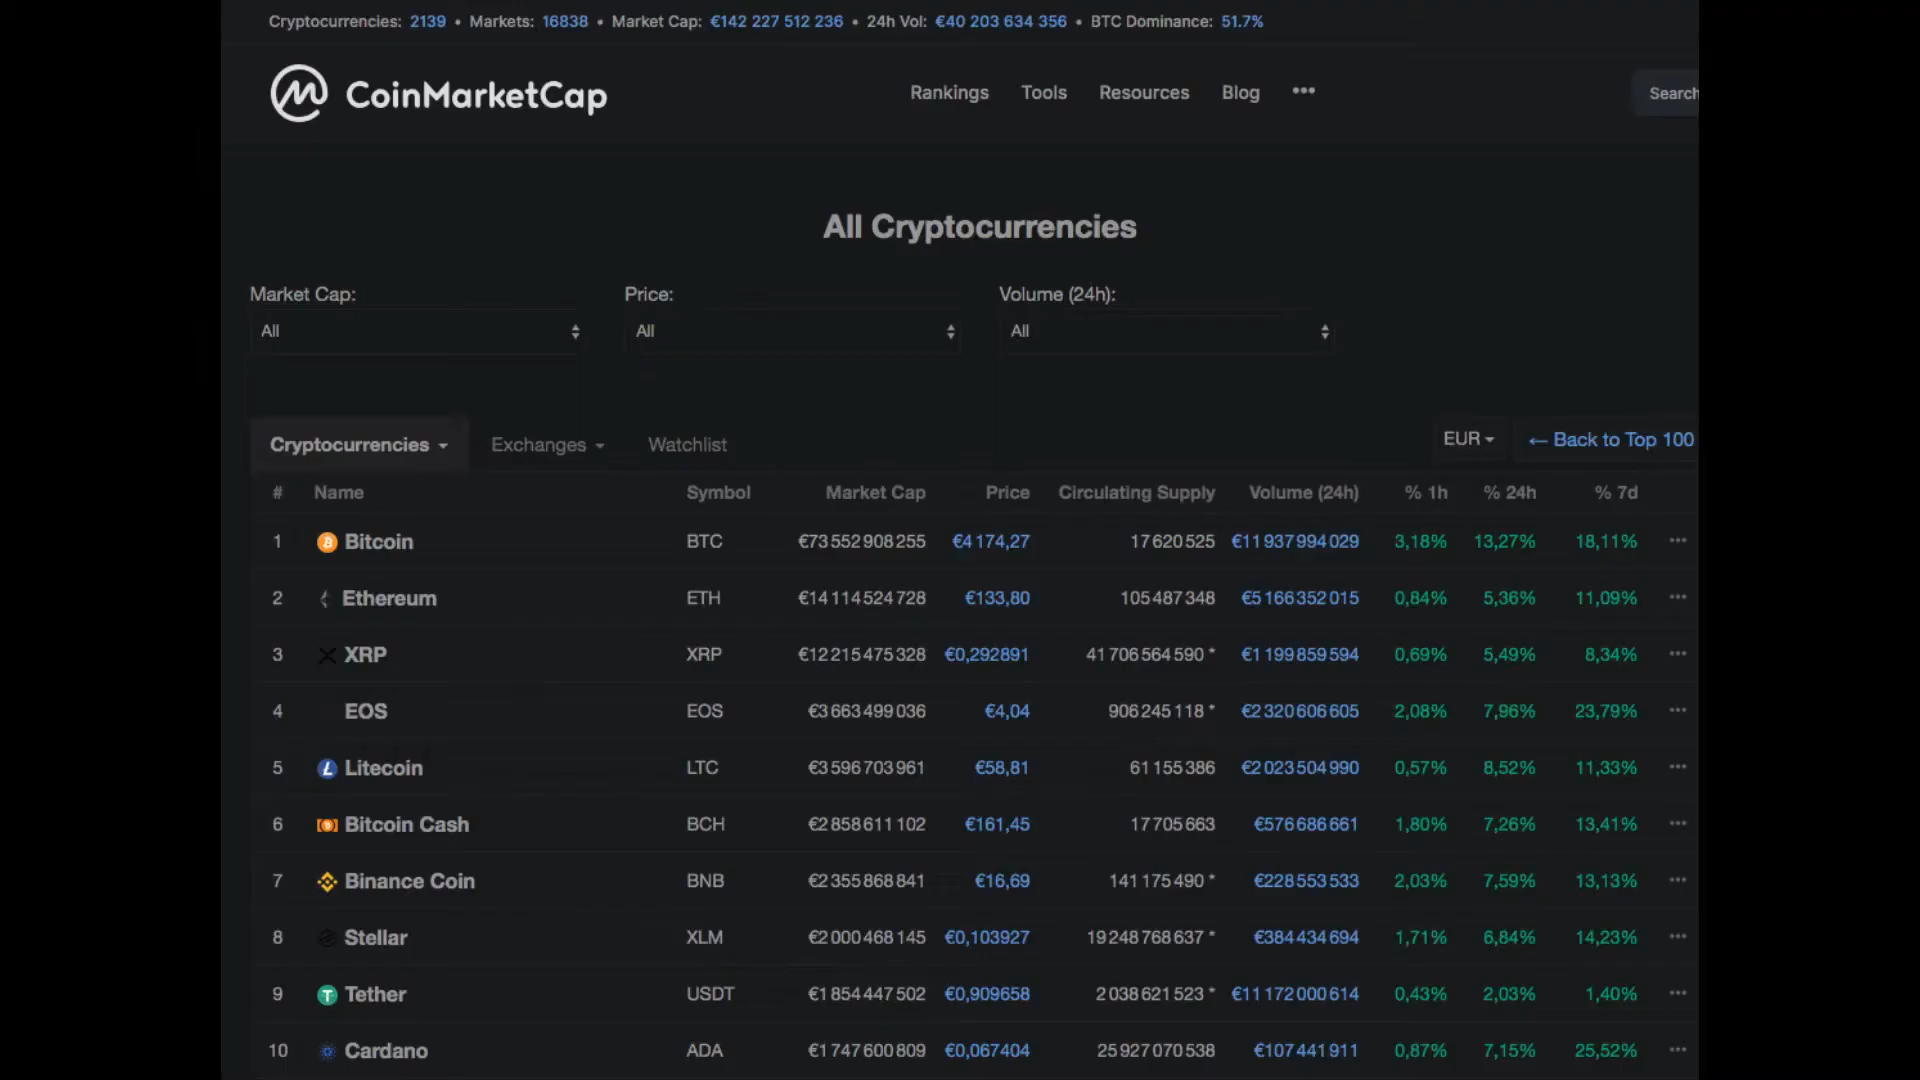 Cryptocurrencies: 2139 • Markets: 16838 • Market Cap: €142 227 512 236 • 24h Vol: €40 203 634 356 • BTC Dominance: 51.7%
CoinMarketCap Rankings Tools Resources Blog ••• Search
All Cryptocurrencies
Market Cap: Price: Volume (24h):
All All All
Cryptocurrencies Exchanges Watchlist EUR ← Back to Top 100
# Name Symbol Market Cap Price Circulating Supply Volume (24h) % 1h % 24h % 7d
1 Bitcoin BTC €73 552 908 255 €4 174,27 17 620 525 €11 937 994 029 3,18% 13,27% 18,11% •••
2 Ethereum ETH €14 114 524 728 €133,80 105 487 348 €5 166 352 015 0,84% 5,36% 11,09% •••
3 XRP XRP €12 215 475 328 €0,292891 41 706 564 590 * €1 199 859 594 0,69% 5,49% 8,34% •••
4 EOS EOS €3 663 499 036 €4,04 906 245 118 * €2 320 606 605 2,08% 7,96% 23,79% •••
5 Litecoin LTC €3 596 703 961 €58,81 61 155 386 €2 023 504 990 0,57% 8,52% 11,33% •••
6 Bitcoin Cash BCH €2 858 611 102 €161,45 17 705 663 €576 686 661 1,80% 7,26% 13,41% •••
7 Binance Coin BNB €2 355 868 841 €16,69 141 175 490 * €228 553 533 2,03% 7,59% 13,13% •••
8 Stellar XLM €2 000 468 145 €0,103927 19 248 768 637 * €384 434 694 1,71% 6,84% 14,23% •••
9 Tether USDT €1 854 447 502 €0,909658 2 038 621 523 * €11 172 000 614 0,43% 2,03% 1,40% •••
10 Cardano ADA €1 747 600 809 €0,067404 25 927 070 538 €107 441 911 0,87% 7,15% 25,52% •••